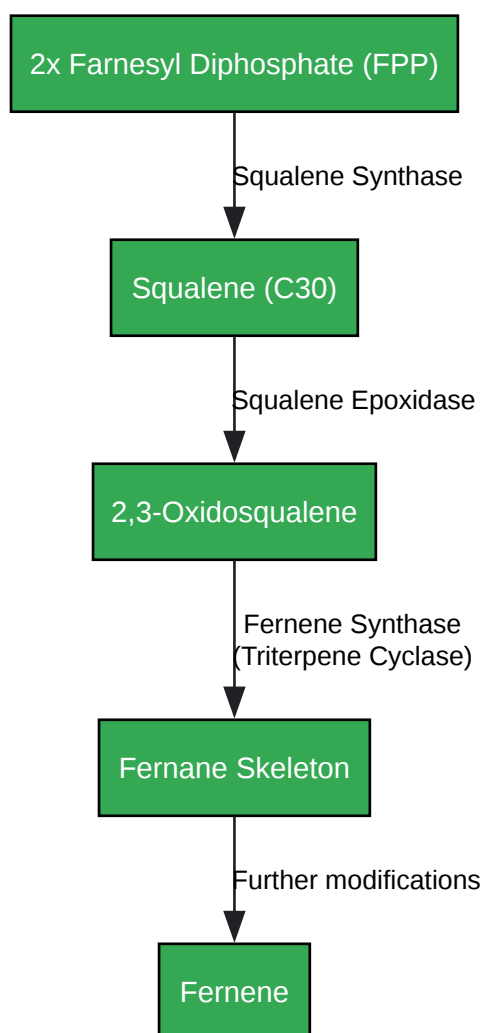 2x Farnesyl Diphosphate (FPP)
Squalene Synthase
Squalene (C30)
Squalene Epoxidase
2,3-Oxidosqualene
Fernene Synthase
(Triterpene Cyclase)
Fernane Skeleton
Further modifications
Fernene